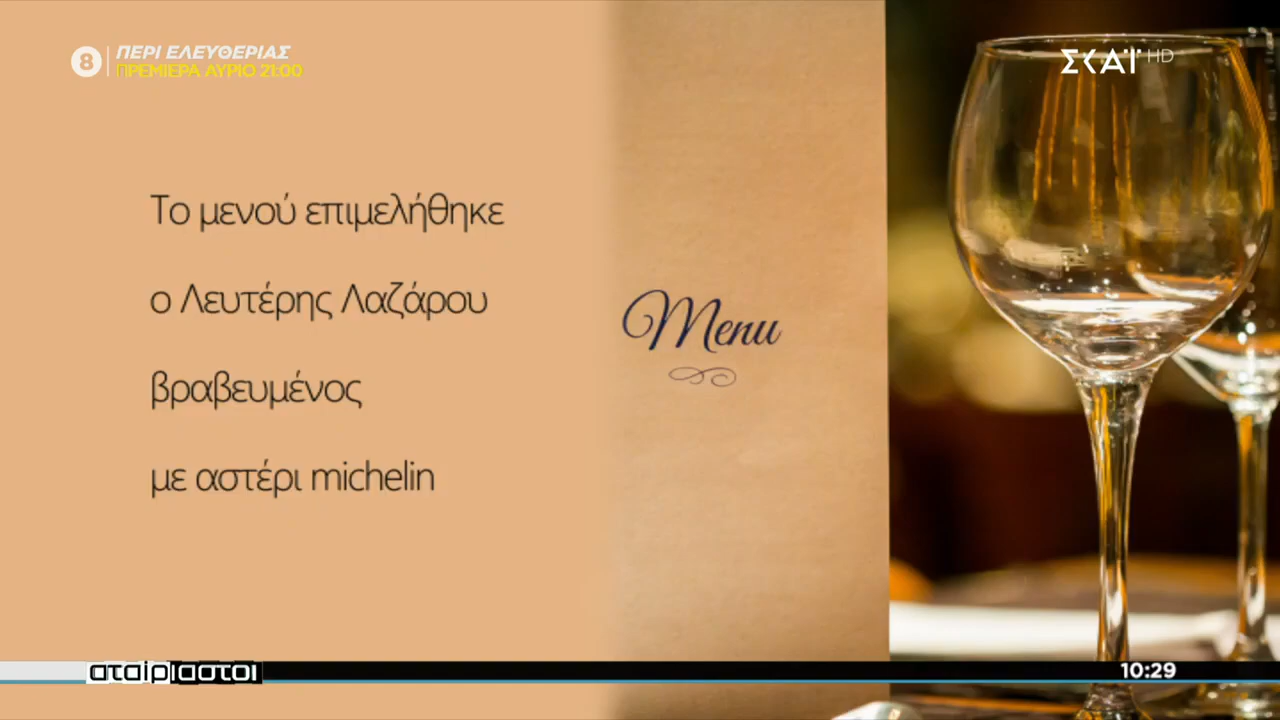 8 ΠΕΡΙ ΕΛΕΥΘΕΡΙΑΣ
ΠΡΕΜΙΕΡΑ ΑΥΡΙΟ 21:00
ΣΚΑΪ HD
Το μενού επιμελήθηκε
ο Λευτέρης Λαζάρου
βραβευμένος
με αστέρι michelin
Menu
αταίριαστοι
10:29